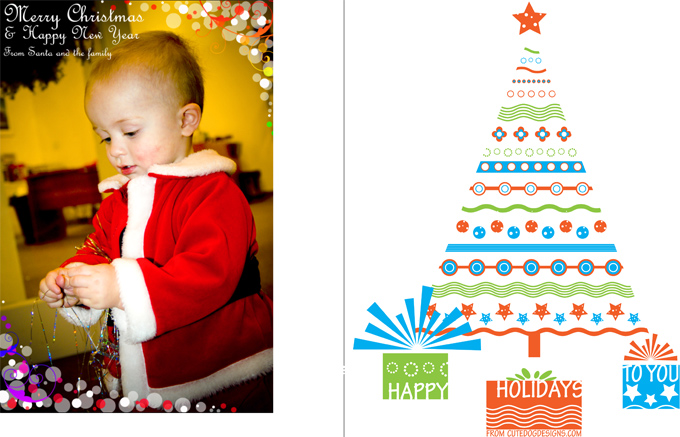 Merry Christmas
& Happy New Year
From Santa and the family
HAPPY HOLIDAYS TO YOU
FROM CUTEDOGDESIGNS.COM